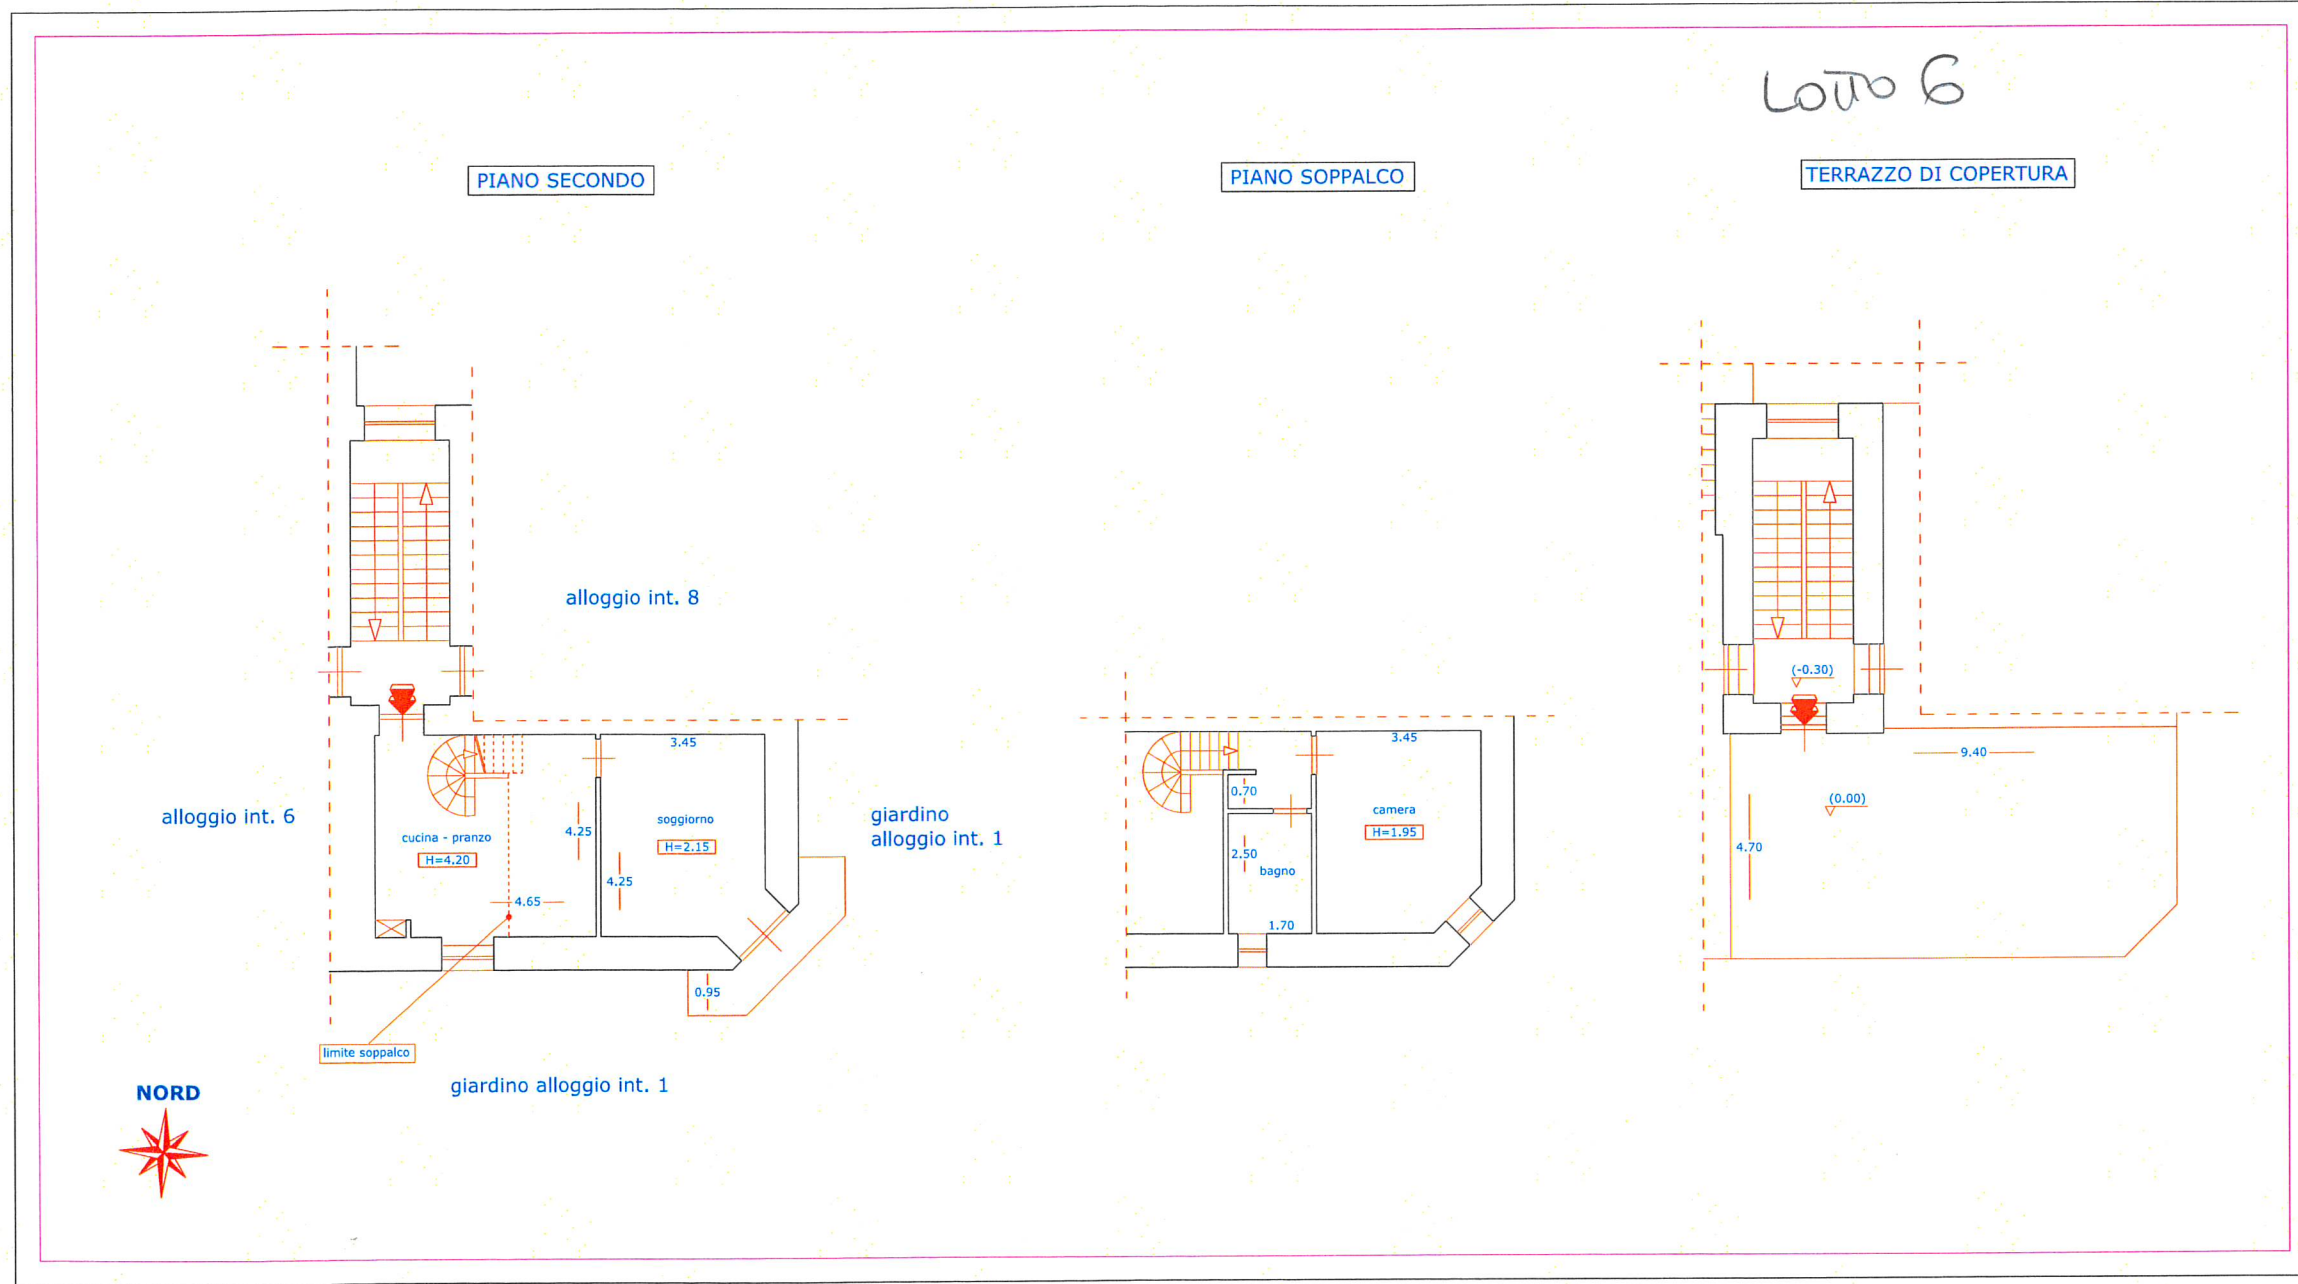 LOTTO 6
PIANO SECONDO
PIANO SOPPALCO
TERRAZZO DI COPERTURA
alloggio int. 8
alloggio int. 6
giardino
alloggio int. 1
3.45
soggiorno
H=2.15
4.25
4.25
cucina - pranzo
H=4.20
4.65
0.95
limite soppalco
giardino alloggio int. 1
NORD
3.45
0.70
camera
H=1.95
2.50
bagno
1.70
(-0.30)
9.40
(0.00)
4.70